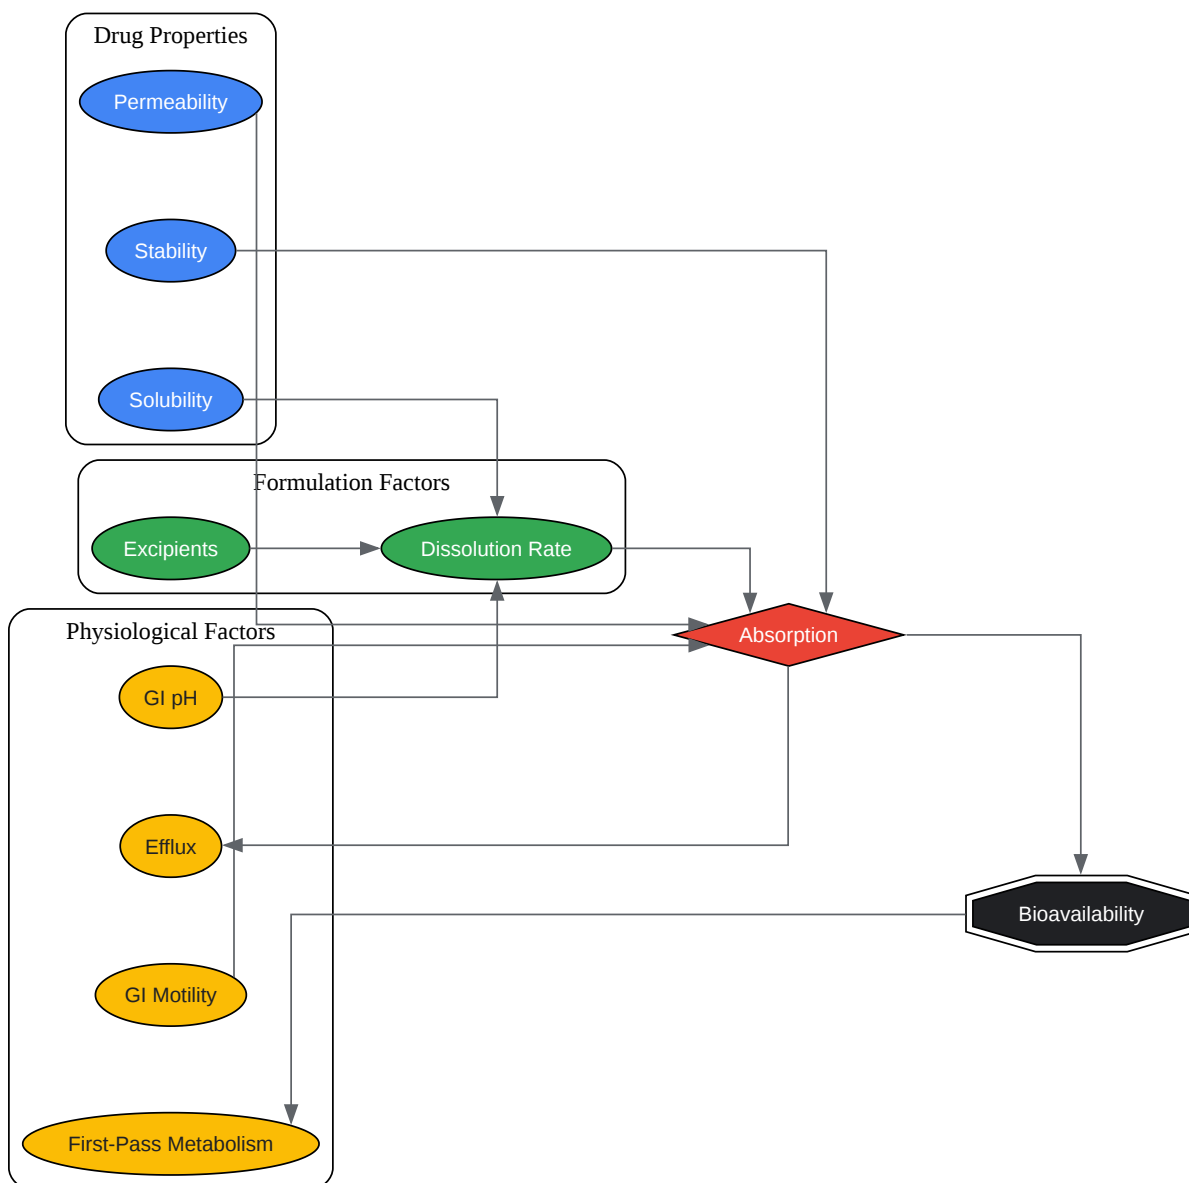 Drug Properties
Permeability
Stability
Solubility
Formulation Factors
Excipients
Dissolution Rate
Physiological Factors
Absorption
GI pH
Efflux
Bioavailability
GI Motility
First-Pass Metabolism